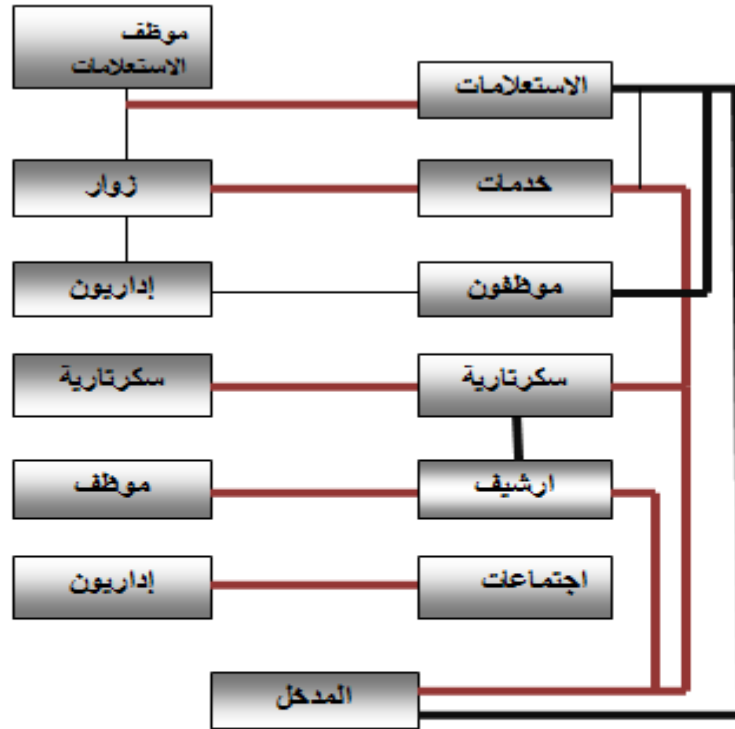 موظف
الاستعلامات
الاستعلامات
زوار
خدمات
إداريون
موظفون
سكرتارية
سكرتارية
موظف
ارشيف
إداريون
اجتماعات
المدخل